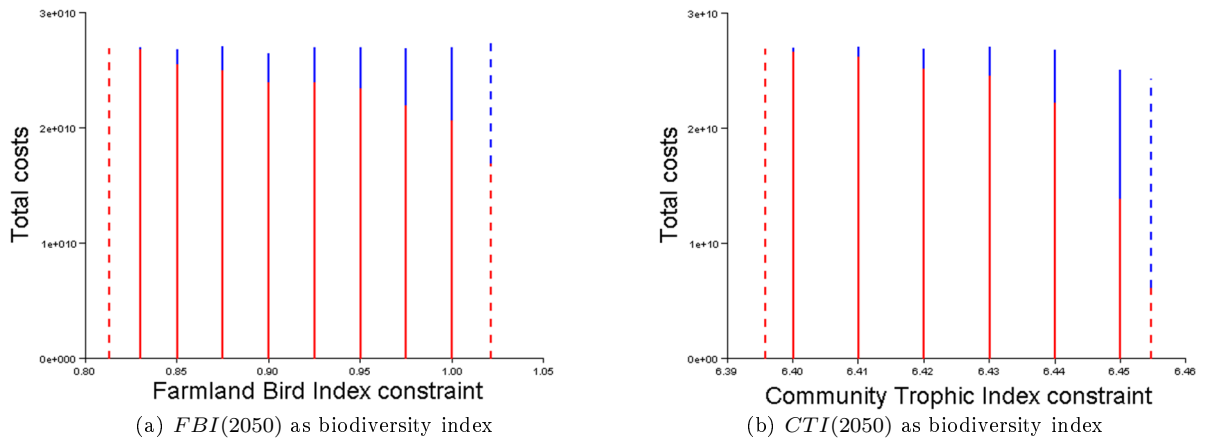 3e+010
2e+010
1e+010
0e+000
Total costs
0.80 0.85 0.90 0.95 1.00 1.05
Farmland Bird Index constraint
(a) FBI(2050) as biodiversity index
3e+10
2e+10
1e+10
0e+00
Total costs
6.39 6.40 6.41 6.42 6.43 6.44 6.45 6.46
Community Trophic Index constraint
(b) CTI(2050) as biodiversity index